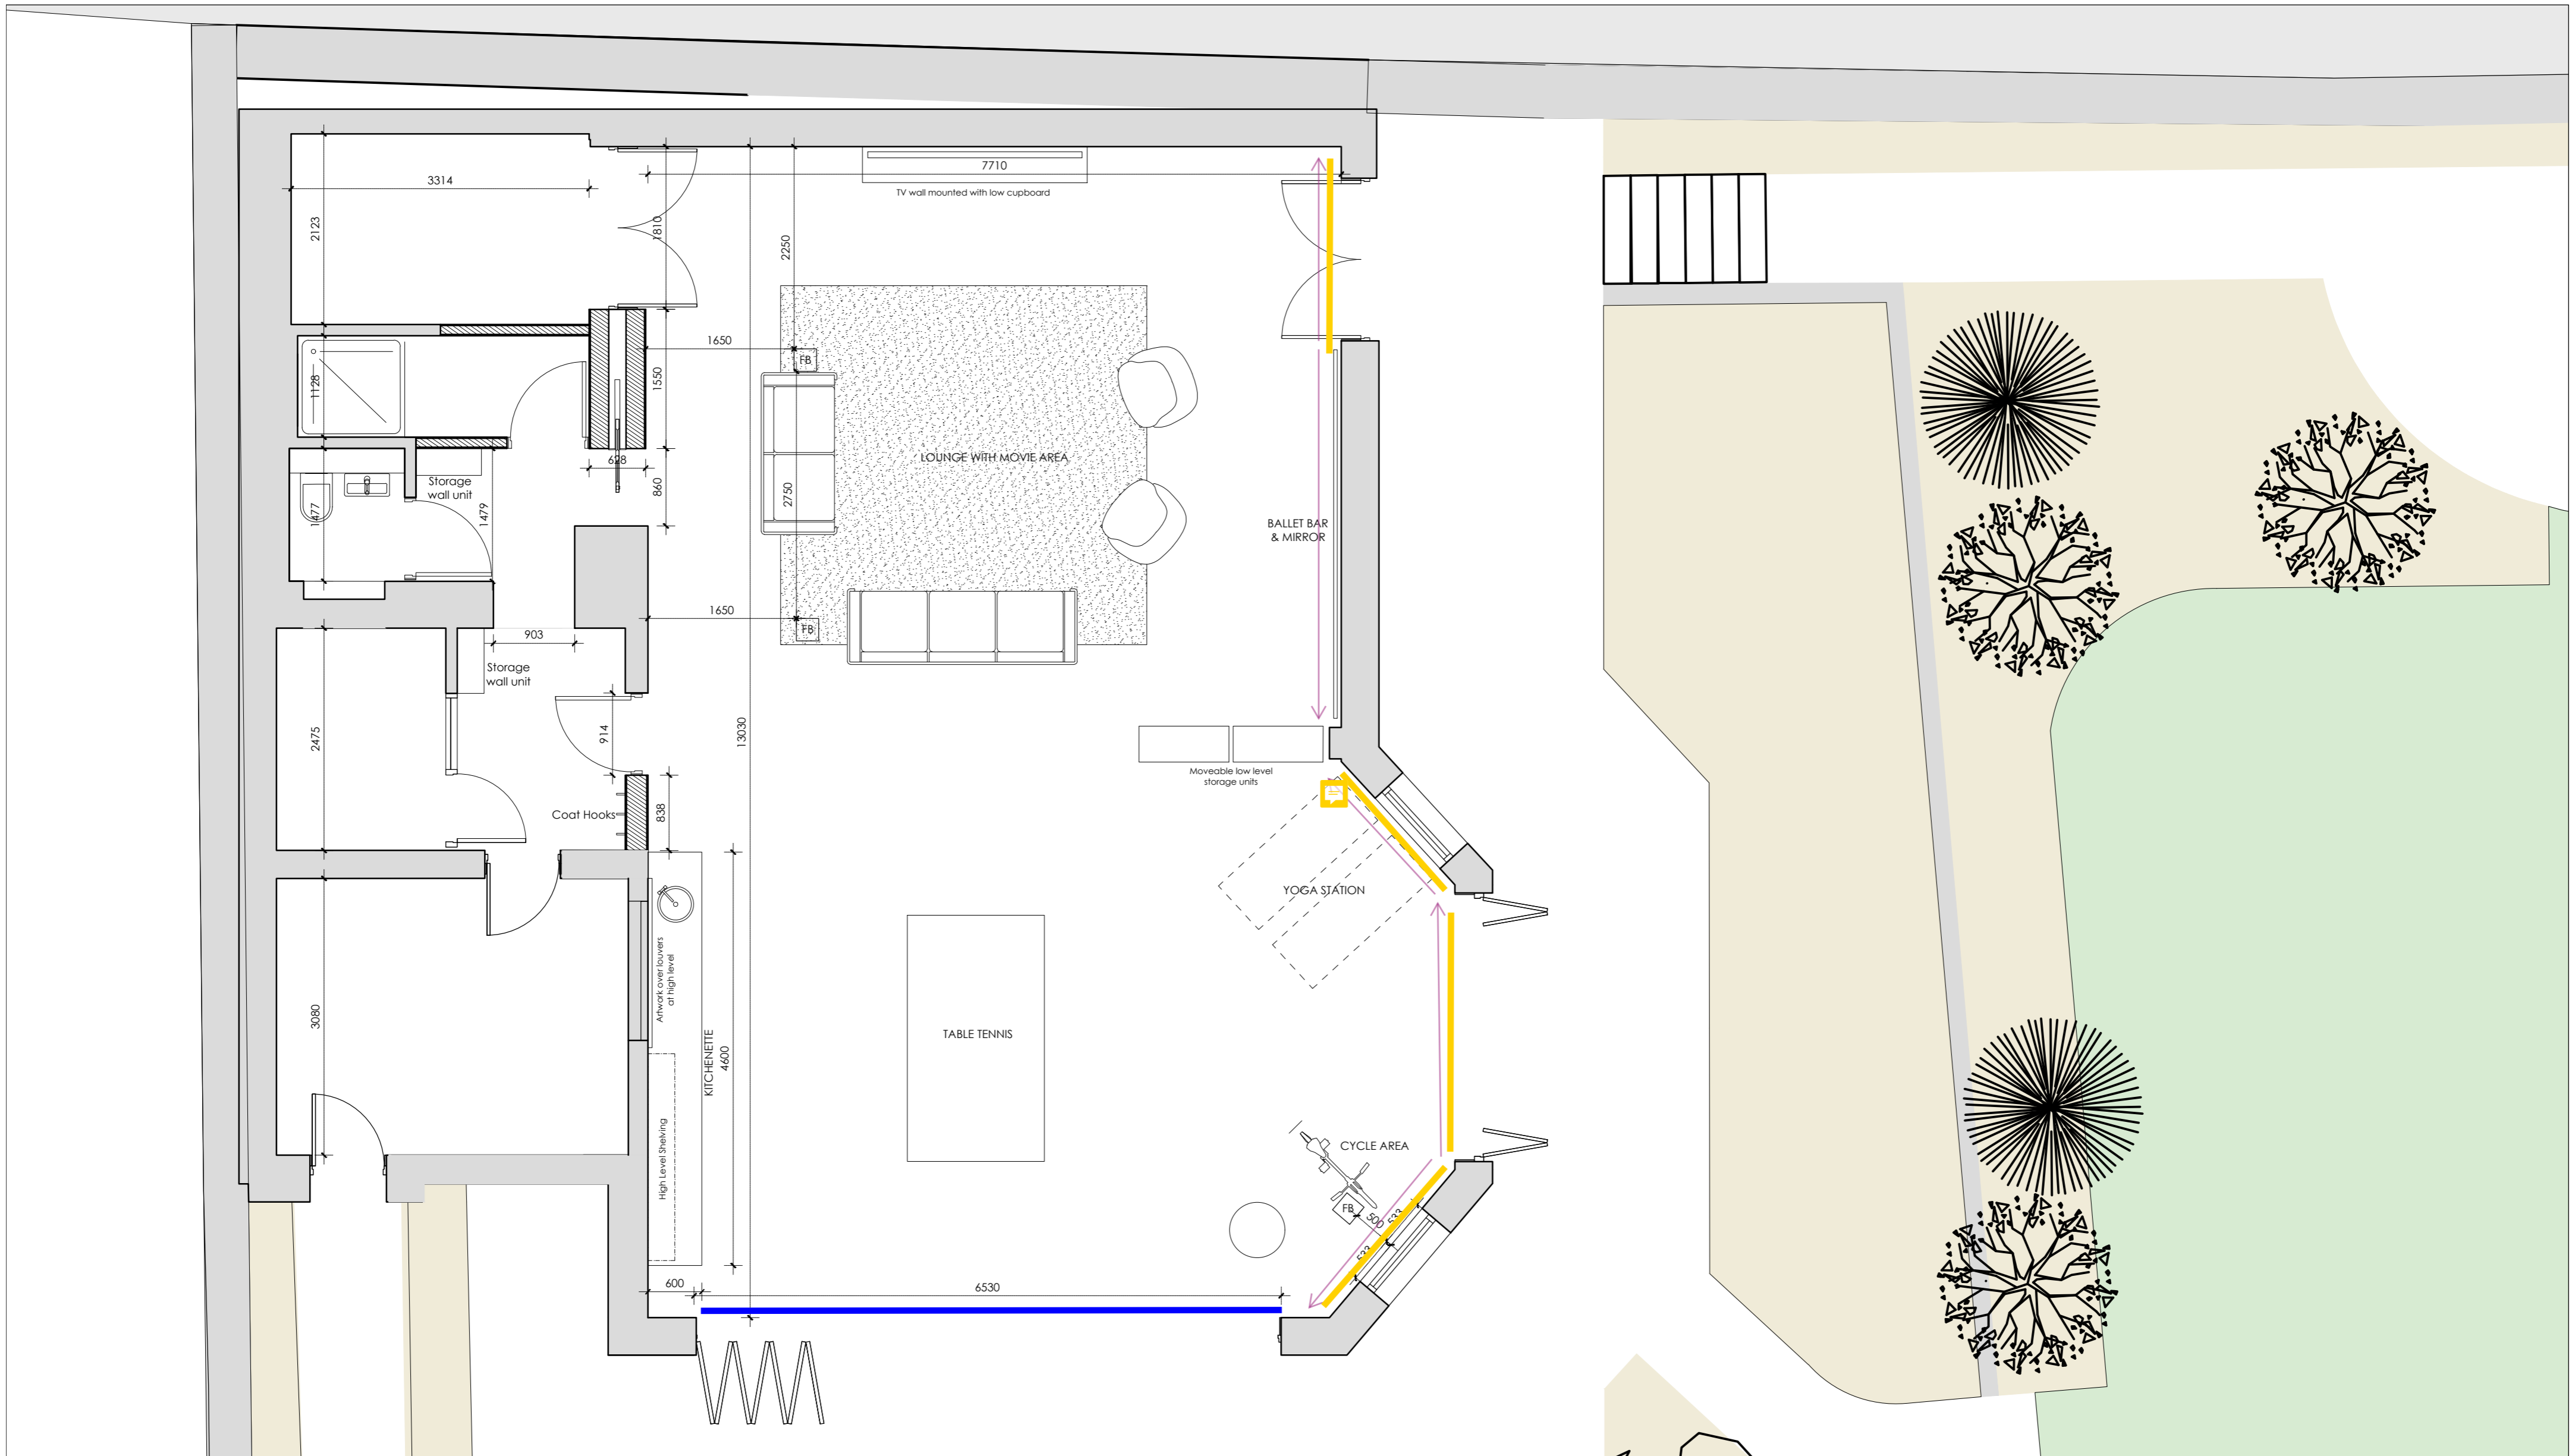 7710
TV wall mounted with low cupboard
3314
2123
1810
2250
1650
FB
1550
1128
LOUNGE WITH MOVIE AREA
628
860
2750
Storage
wall unit
1477
1479
BALLET BAR
& MIRROR
1650
FB
903
Storage
wall unit
914
2475
13030
Moveable low level
storage units
Coat Hooks
838
YOGA STATION
Artwork over louvers
at high level
3080
TABLE TENNIS
KITCHENETTE
4600
High Level Shelving
CYCLE AREA
FB
500
533
533
600
6530